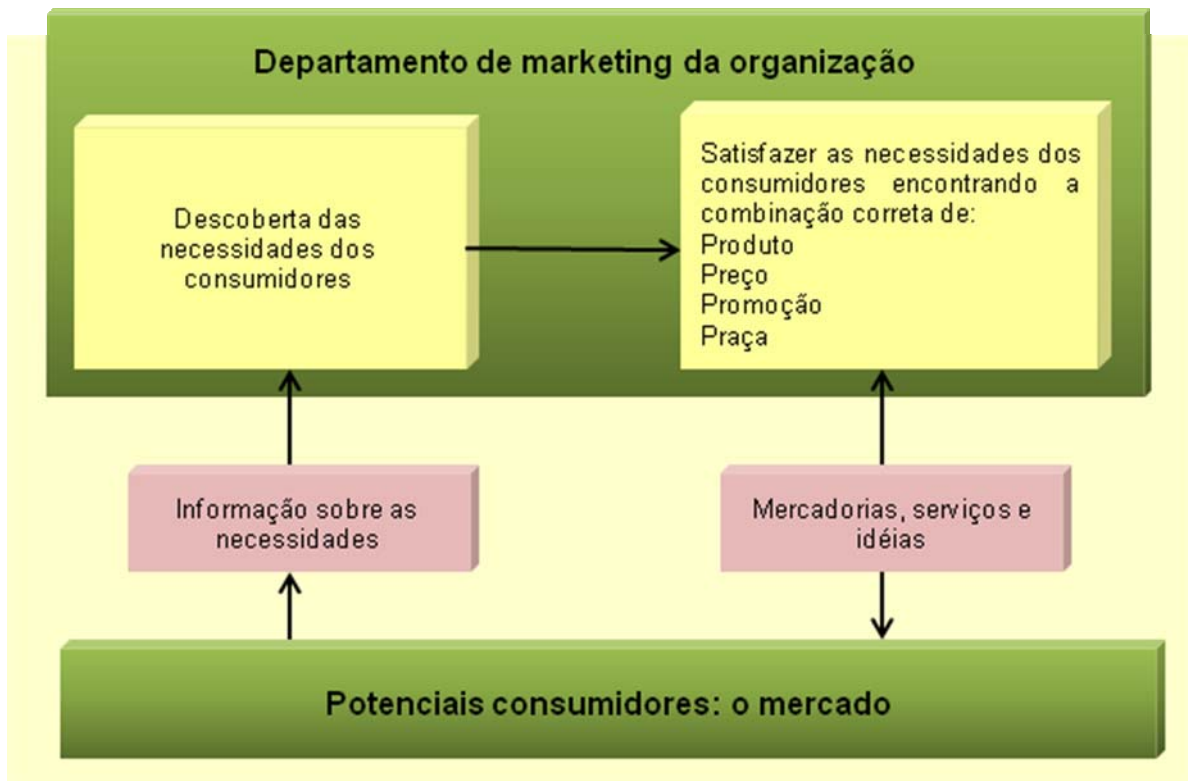 Departamento de marketing da organização
Descoberta das
necessidades dos
consumidores
Satisfazer as necessidades dos
consumidores encontrando a
combinação correta de:
Produto
Preço
Promoção
Praça
Informação sobre as
necessidades
Mercadorias, serviços e
idéias
Potenciais consumidores: o mercado